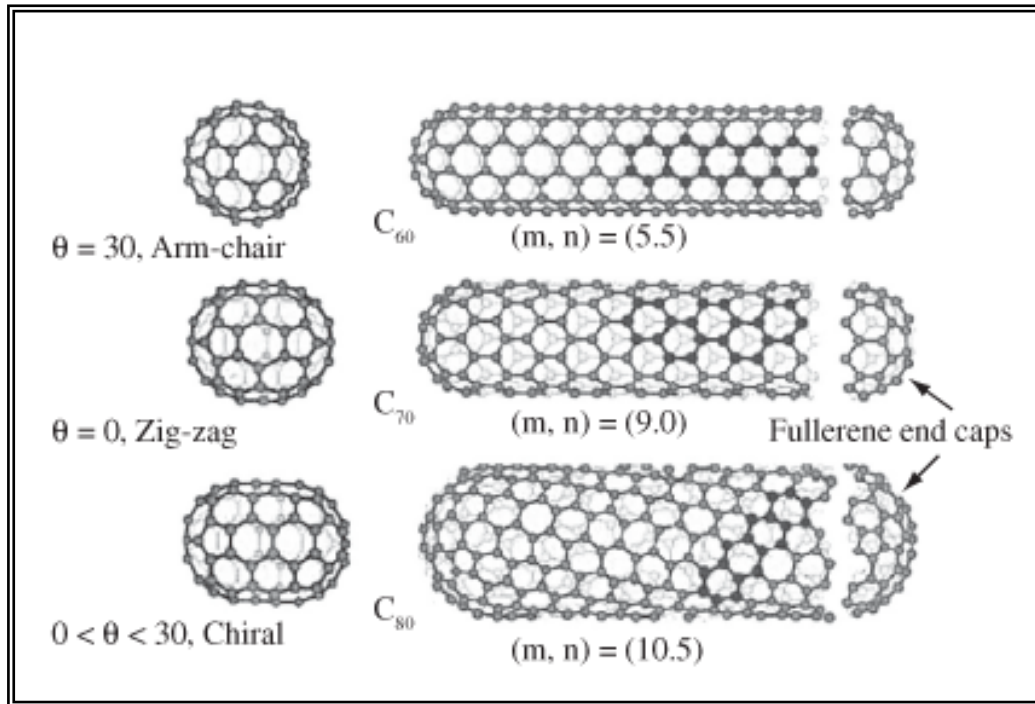 C60
θ = 30, Arm-chair
(m, n) = (5.5)
C70
θ = 0, Zig-zag
(m, n) = (9.0)
Fullerene end caps
C80
0 < θ < 30, Chiral
(m, n) = (10.5)